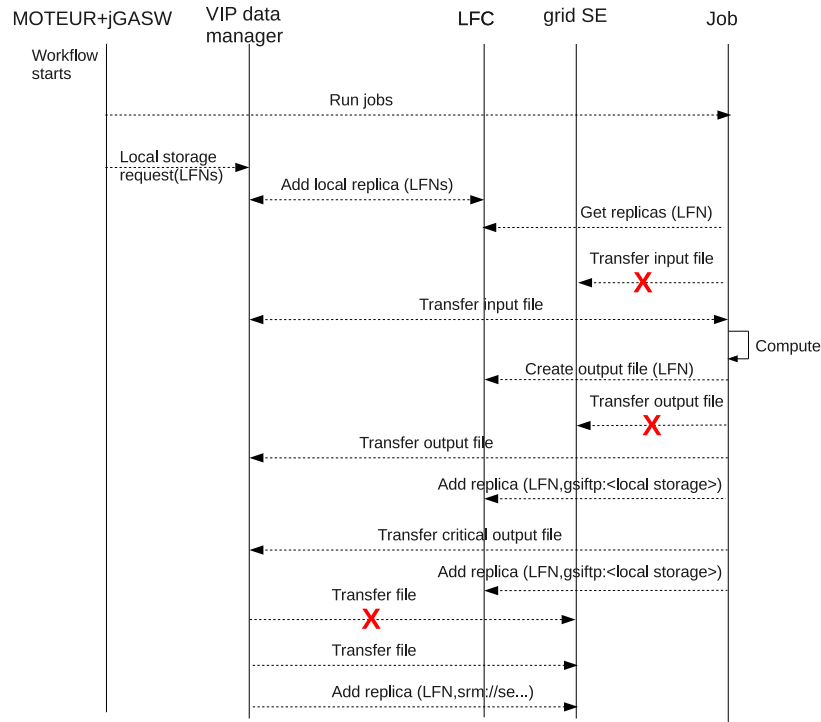 MOTEUR+jGASW
VIP data
manager
LFC
grid SE
Job
Workflow
starts
Run jobs
Local storage
request(LFNs)
Add local replica (LFNs)
Get replicas (LFN)
Transfer input file
X
Transfer input file
Compute
Create output file (LFN)
Transfer output file
X
Transfer output file
Add replica (LFN,gsiftp:<local storage>)
Transfer critical output file
Add replica (LFN,gsiftp:<local storage>)
Transfer file
X
Transfer file
Add replica (LFN,srm://se...)